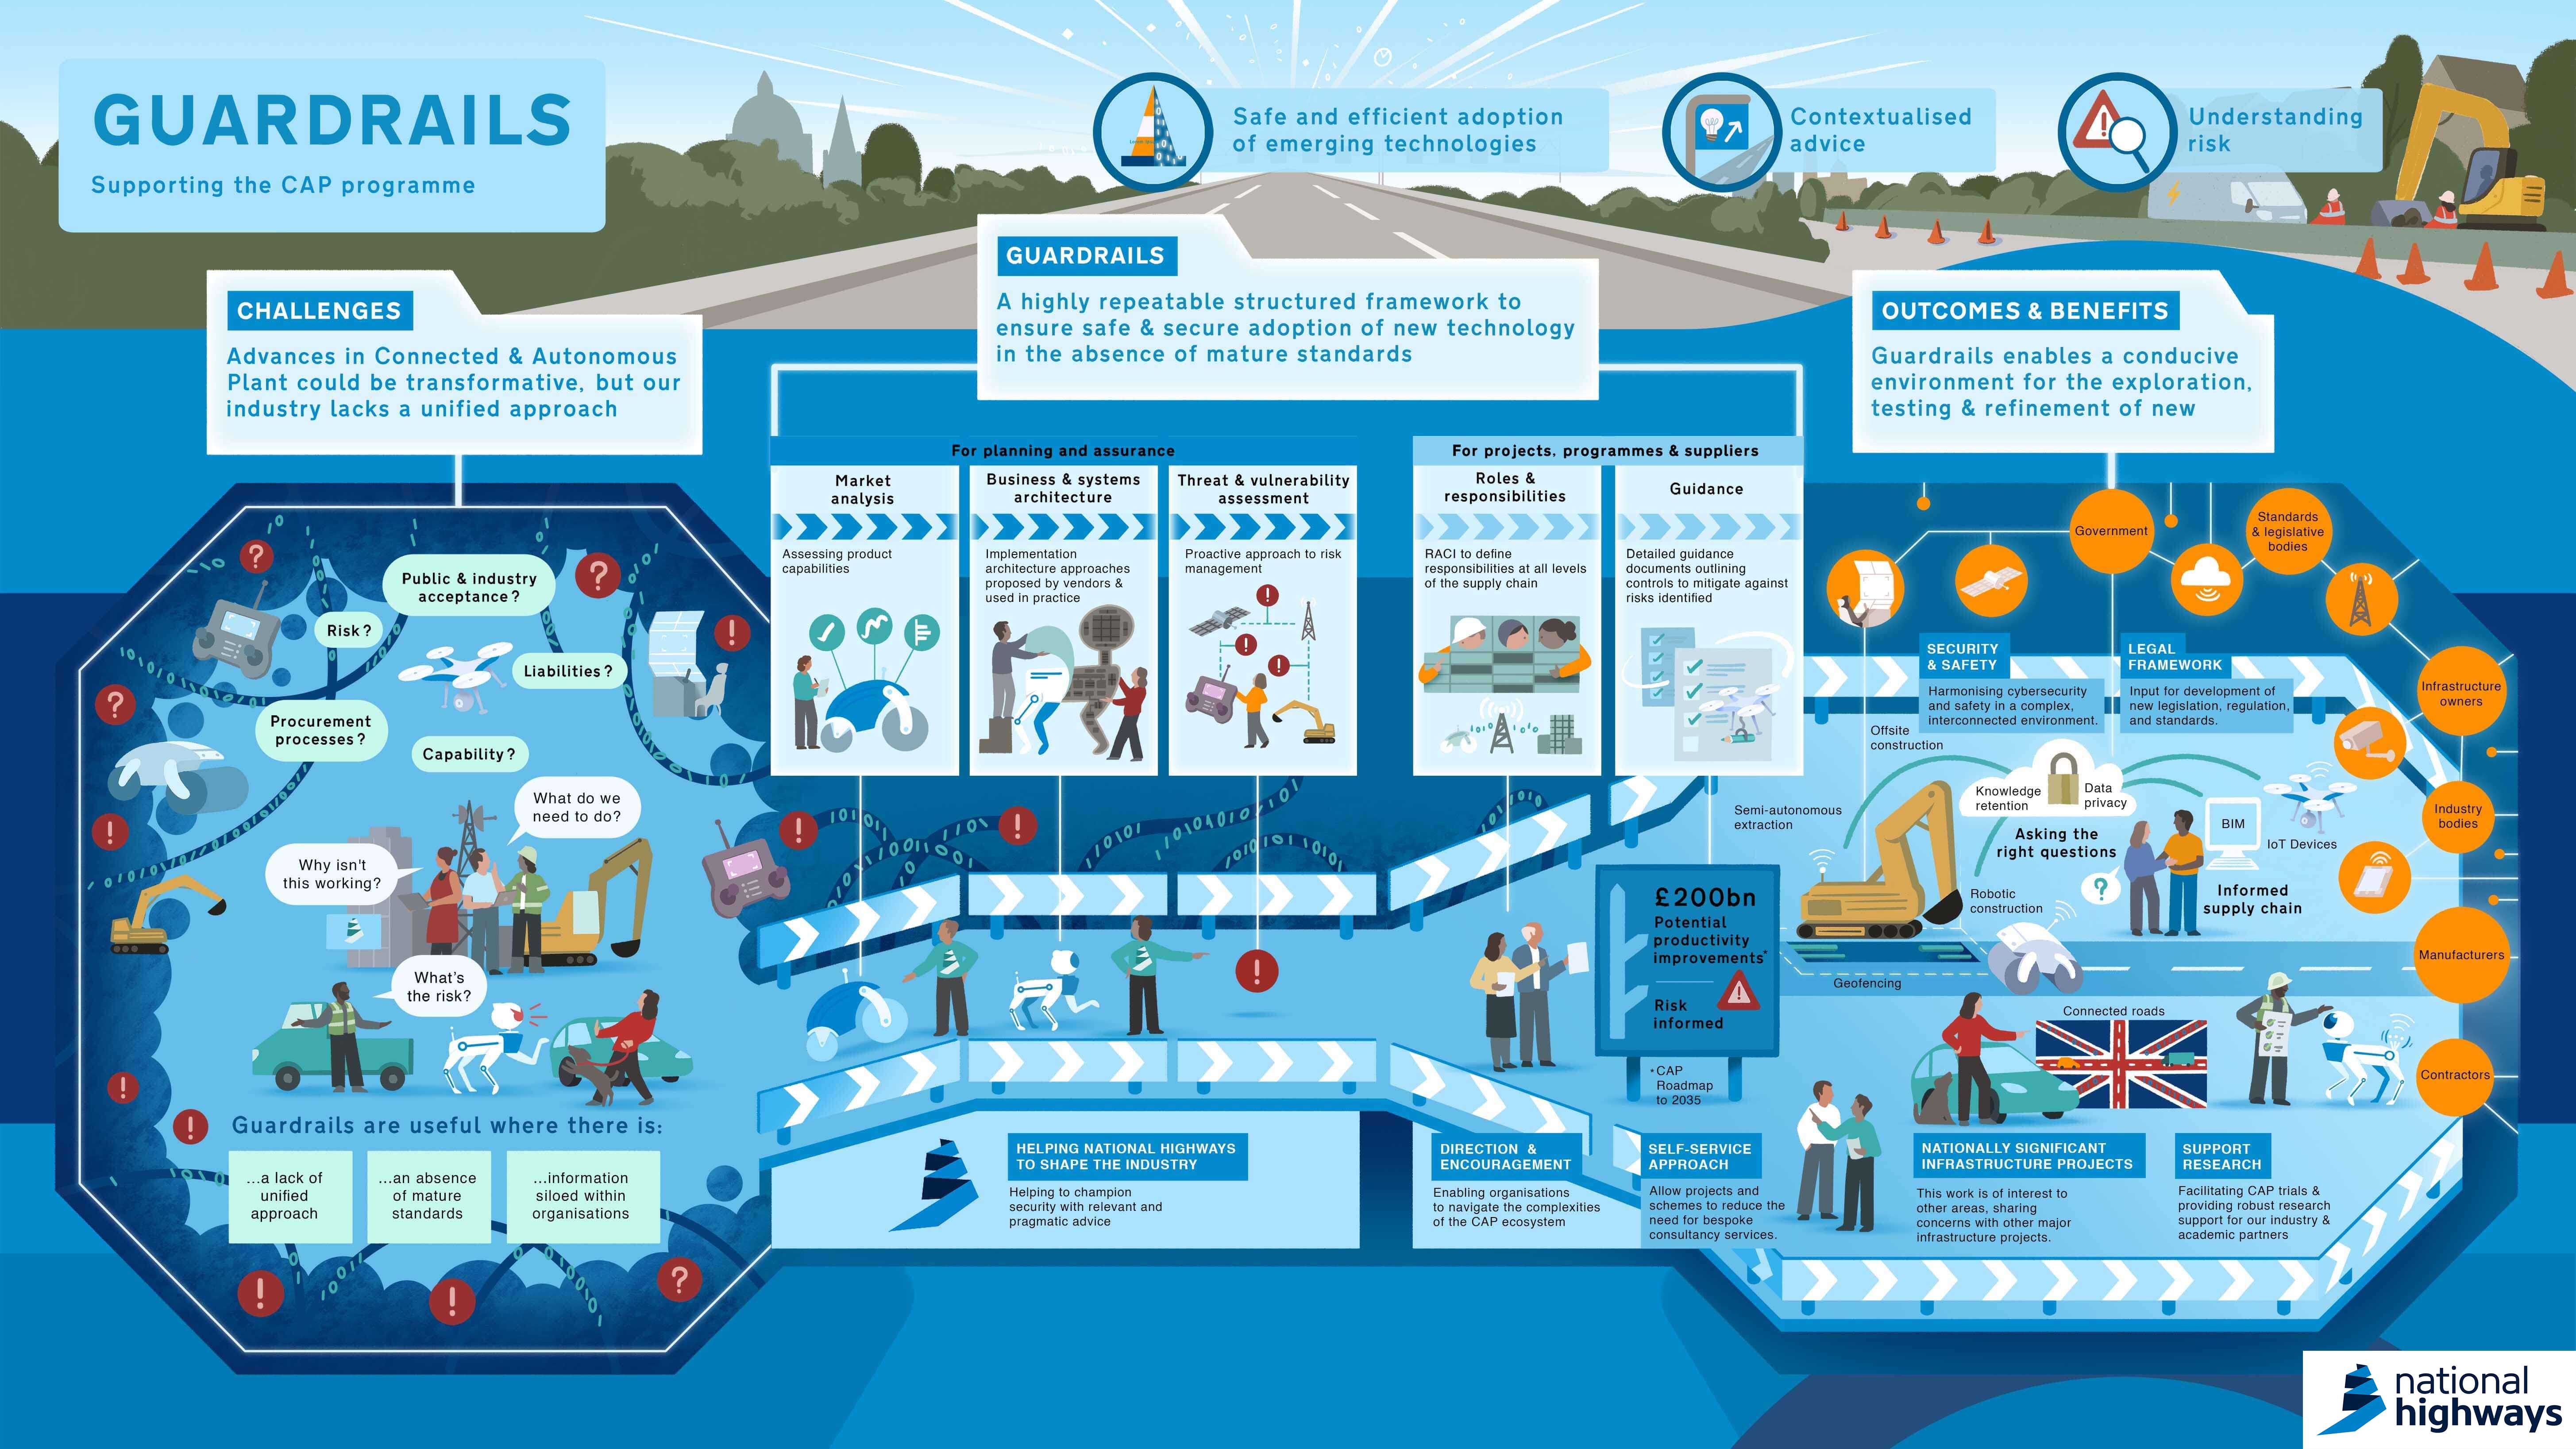 GUARDRAILS
Supporting the CAP programme
Safe and efficient adoption
of emerging technologies
Contextualised
advice
Understanding
risk
CHALLENGES
Advances in Connected & Autonomous
Plant could be transformative, but our
industry lacks a unified approach
GUARDRAILS
A highly repeatable structured framework to
ensure safe & secure adoption of new technology
in the absence of mature standards
OUTCOMES & BENEFITS
Guardrails enables a conducive
environment for the exploration,
testing & refinement of new
Public & industry
acceptance?
Risk?
Liabilities?
Procurement
processes?
Capability?
What do we
need to do?
Why isn't
this working?
What's
the risk?
Guardrails are useful where there is:
...a lack of
unified
approach
...an absence
of mature
standards
...information
siloed within
organisations
For planning and assurance
Market
analysis
Assessing product
capabilities
Business & systems
architecture
Implementation
architecture approaches
proposed by vendors &
used in practice
Threat & vulnerability
assessment
Proactive approach to risk
management
For projects, programmes & suppliers
Roles &
responsibilities
RACI to define
responsibilities at all levels
of the supply chain
Guidance
Detailed guidance
documents outlining
controls to mitigate against
risks identified
HELPING NATIONAL HIGHWAYS
TO SHAPE THE INDUSTRY
Helping to champion
security with relevant and
pragmatic advice
DIRECTION &
ENCOURAGEMENT
Enabling organisations
to navigate the complexities
of the CAP ecosystem
SELF-SERVICE
APPROACH
Allow projects and
schemes to reduce the
need for bespoke
consultancy services.
£200bn
Potential
productivity
improvements*
Risk
informed
*CAP
Roadmap
to 2035
Government
Standards
& legislative
bodies
Infrastructure
owners
Industry
bodies
Manufacturers
Contractors
SECURITY
& SAFETY
Harmonising cybersecurity
and safety in a complex,
interconnected environment.
LEGAL
FRAMEWORK
Input for development of
new legislation, regulation,
and standards.
Offsite
construction
Semi-autonomous
extraction
Knowledge
retention
Data
privacy
Asking the
right questions
BIM
IoT Devices
Informed
supply chain
Robotic
construction
Geofencing
Connected roads
NATIONALLY SIGNIFICANT
INFRASTRUCTURE PROJECTS
This work is of interest to
other areas, sharing
concerns with other major
infrastructure projects.
SUPPORT
RESEARCH
Facilitating CAP trials &
providing robust research
support for our industry &
academic partners
national
highways